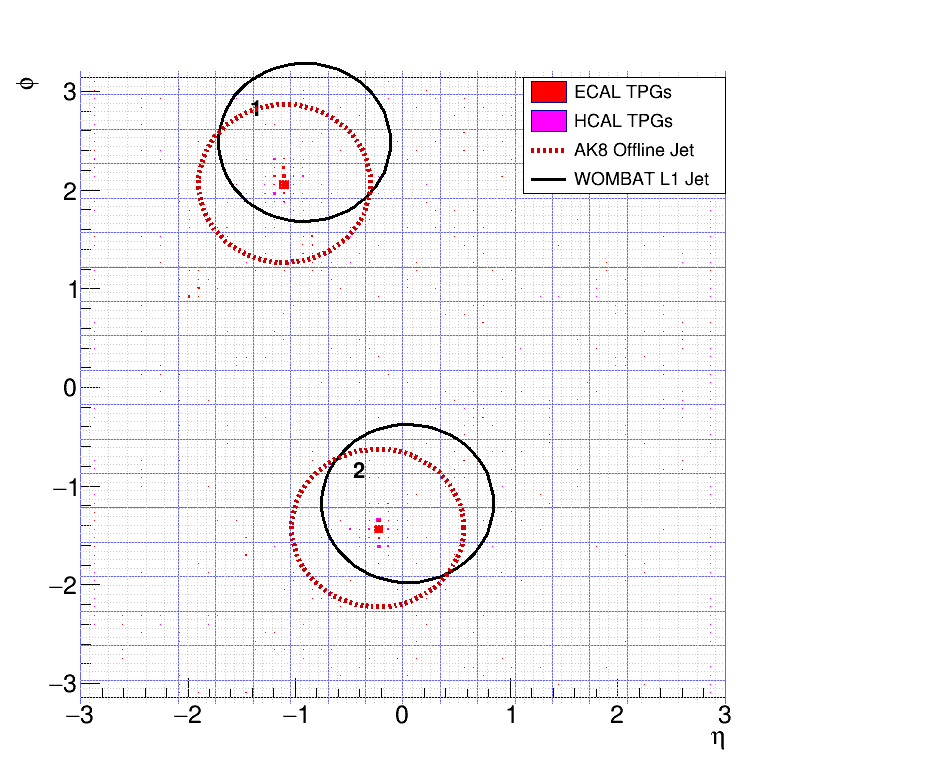 ϕ
3
2
1
0
−1
−2
−3
1
2
ECAL TPGs
HCAL TPGs
AK8 Offline Jet
WOMBAT L1 Jet
−3 −2 −1 0 1 2 3
η